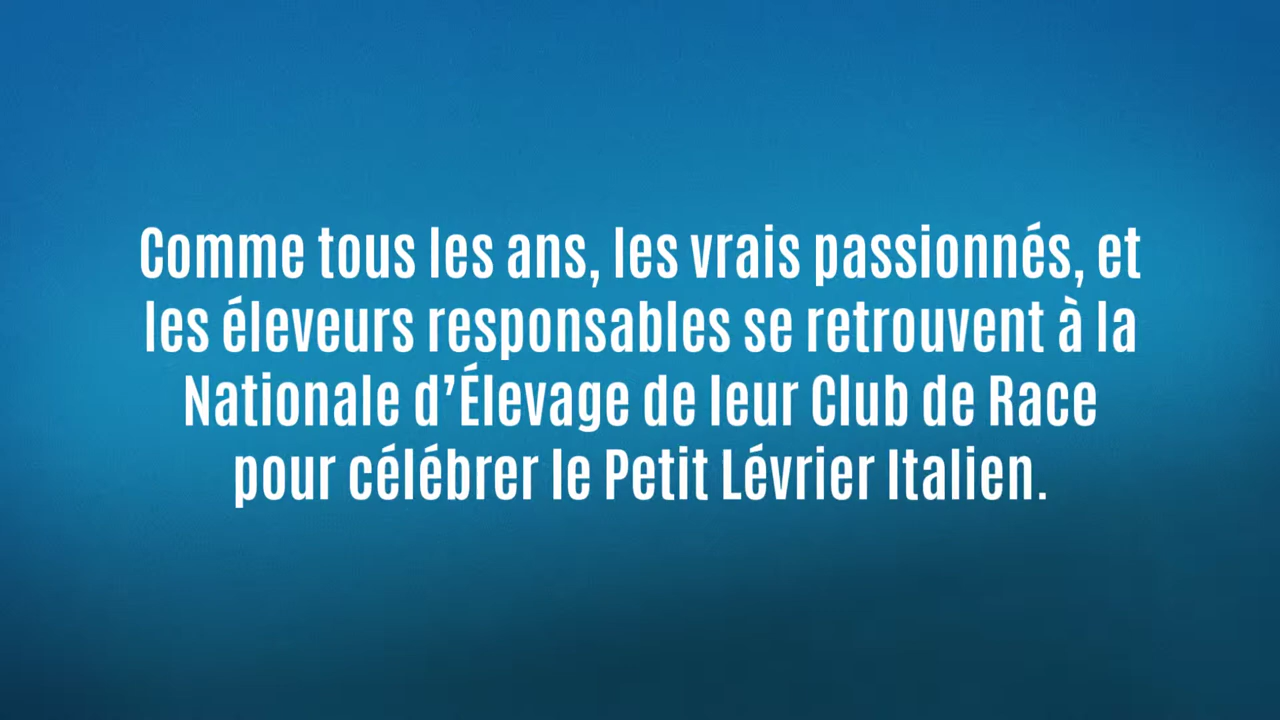 Comme tous les ans, les vrais passionnés, et
les éleveurs responsables se retrouvent à la
Nationale d’Élevage de leur Club de Race
pour célébrer le Petit Lévrier Italien.